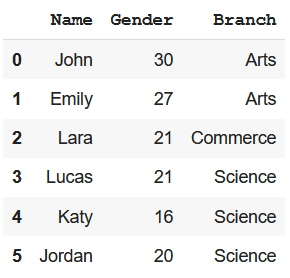 Name Gender Branch
0 John 30 Arts
1 Emily 27 Arts
2 Lara 21 Commerce
3 Lucas 21 Science
4 Katy 16 Science
5 Jordan 20 Science